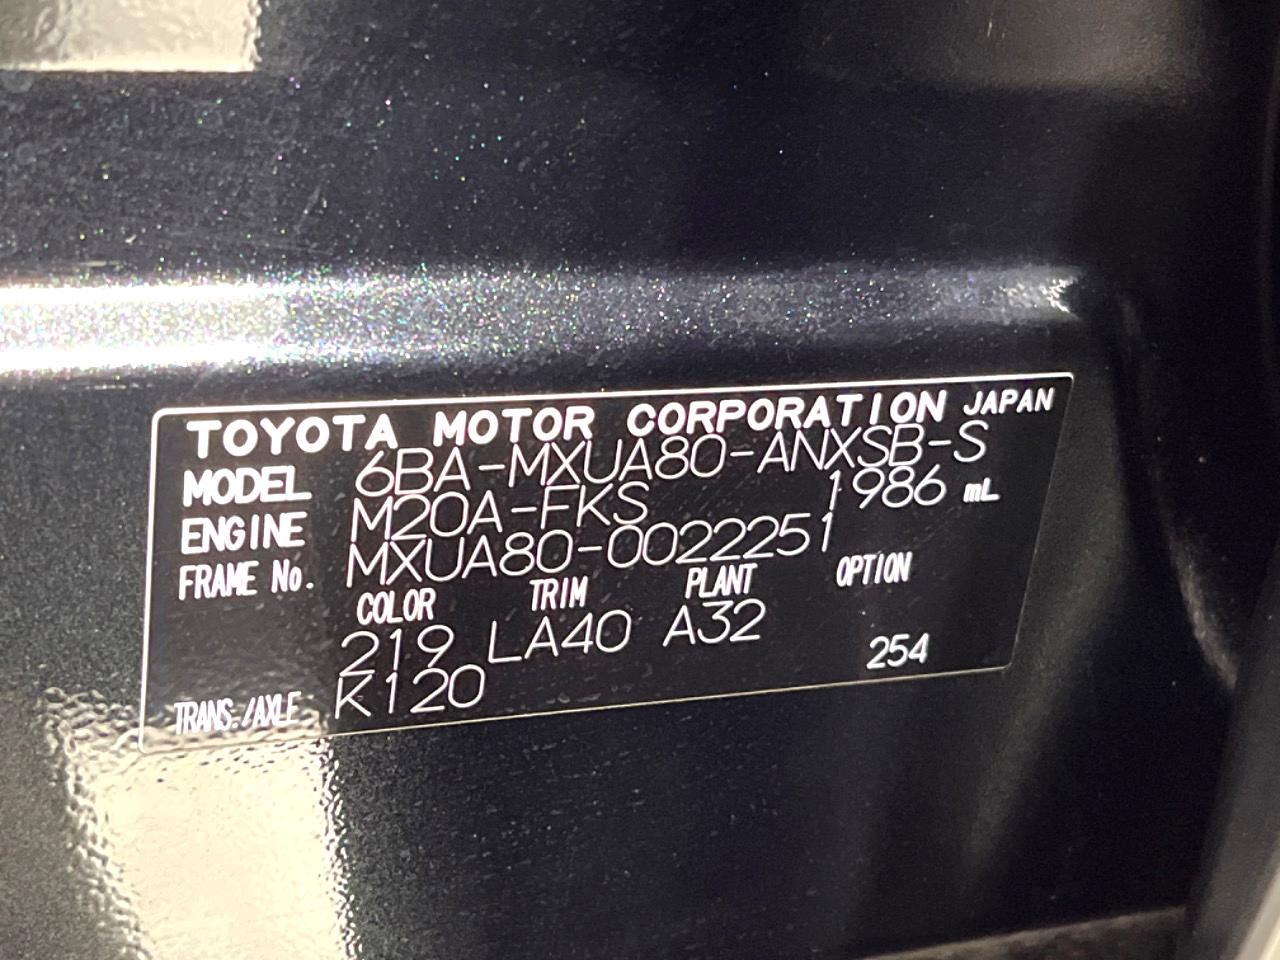 TOYOTA MOTOR CORPORATION JAPAN
MODEL 6BA-MXUA80-ANXSB-S
ENGINE M20A-FKS 1986 mL
FRAME No. MXUA80-0022251
COLOR TRIM PLANT OPTION
219 LA40 A32
TRANS./AXLE K120 254